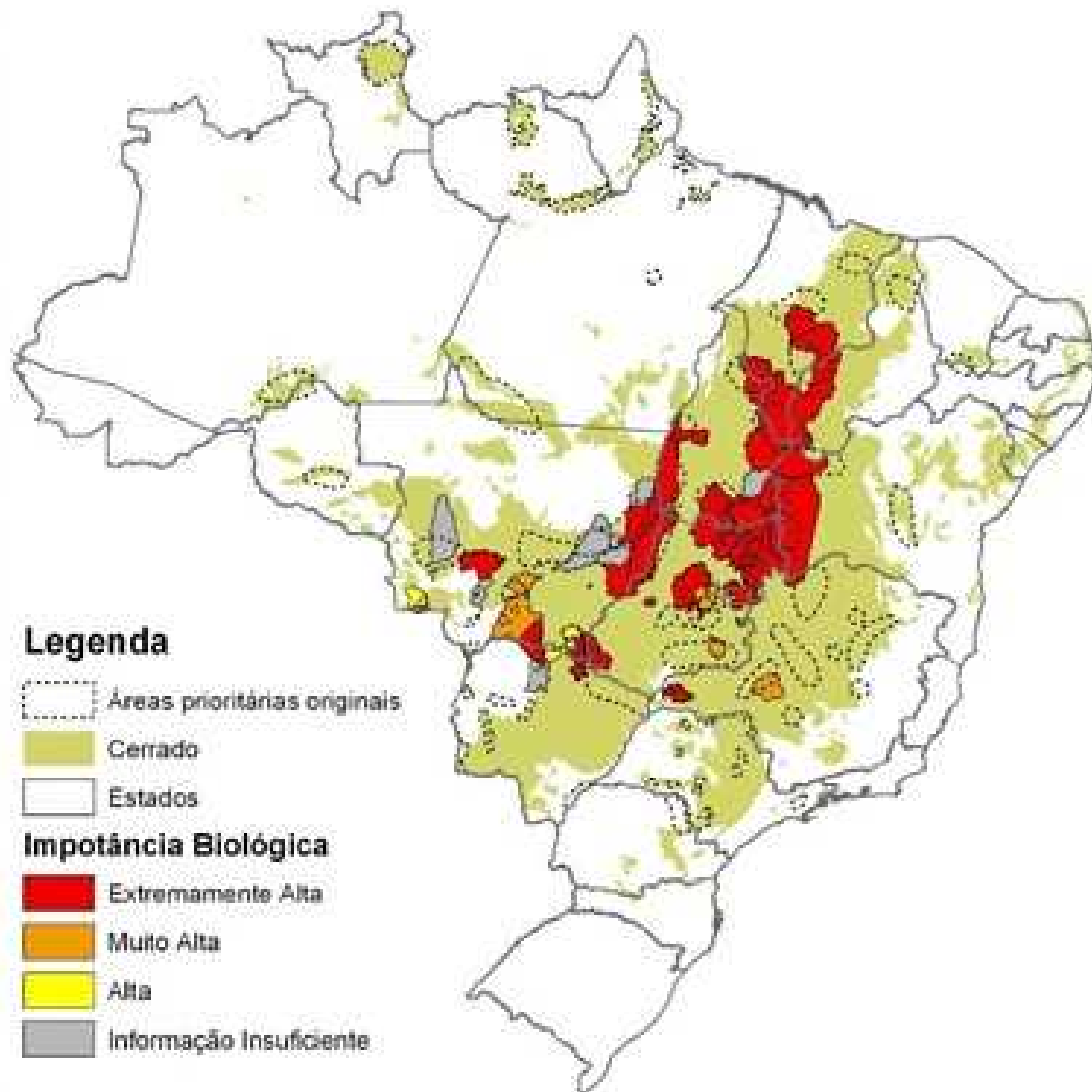 Legenda
Áreas prioritárias originais
Cerrado
Estados
Impotância Biológica
Extremamente Alta
Muito Alta
Alta
Informação Insuficiente